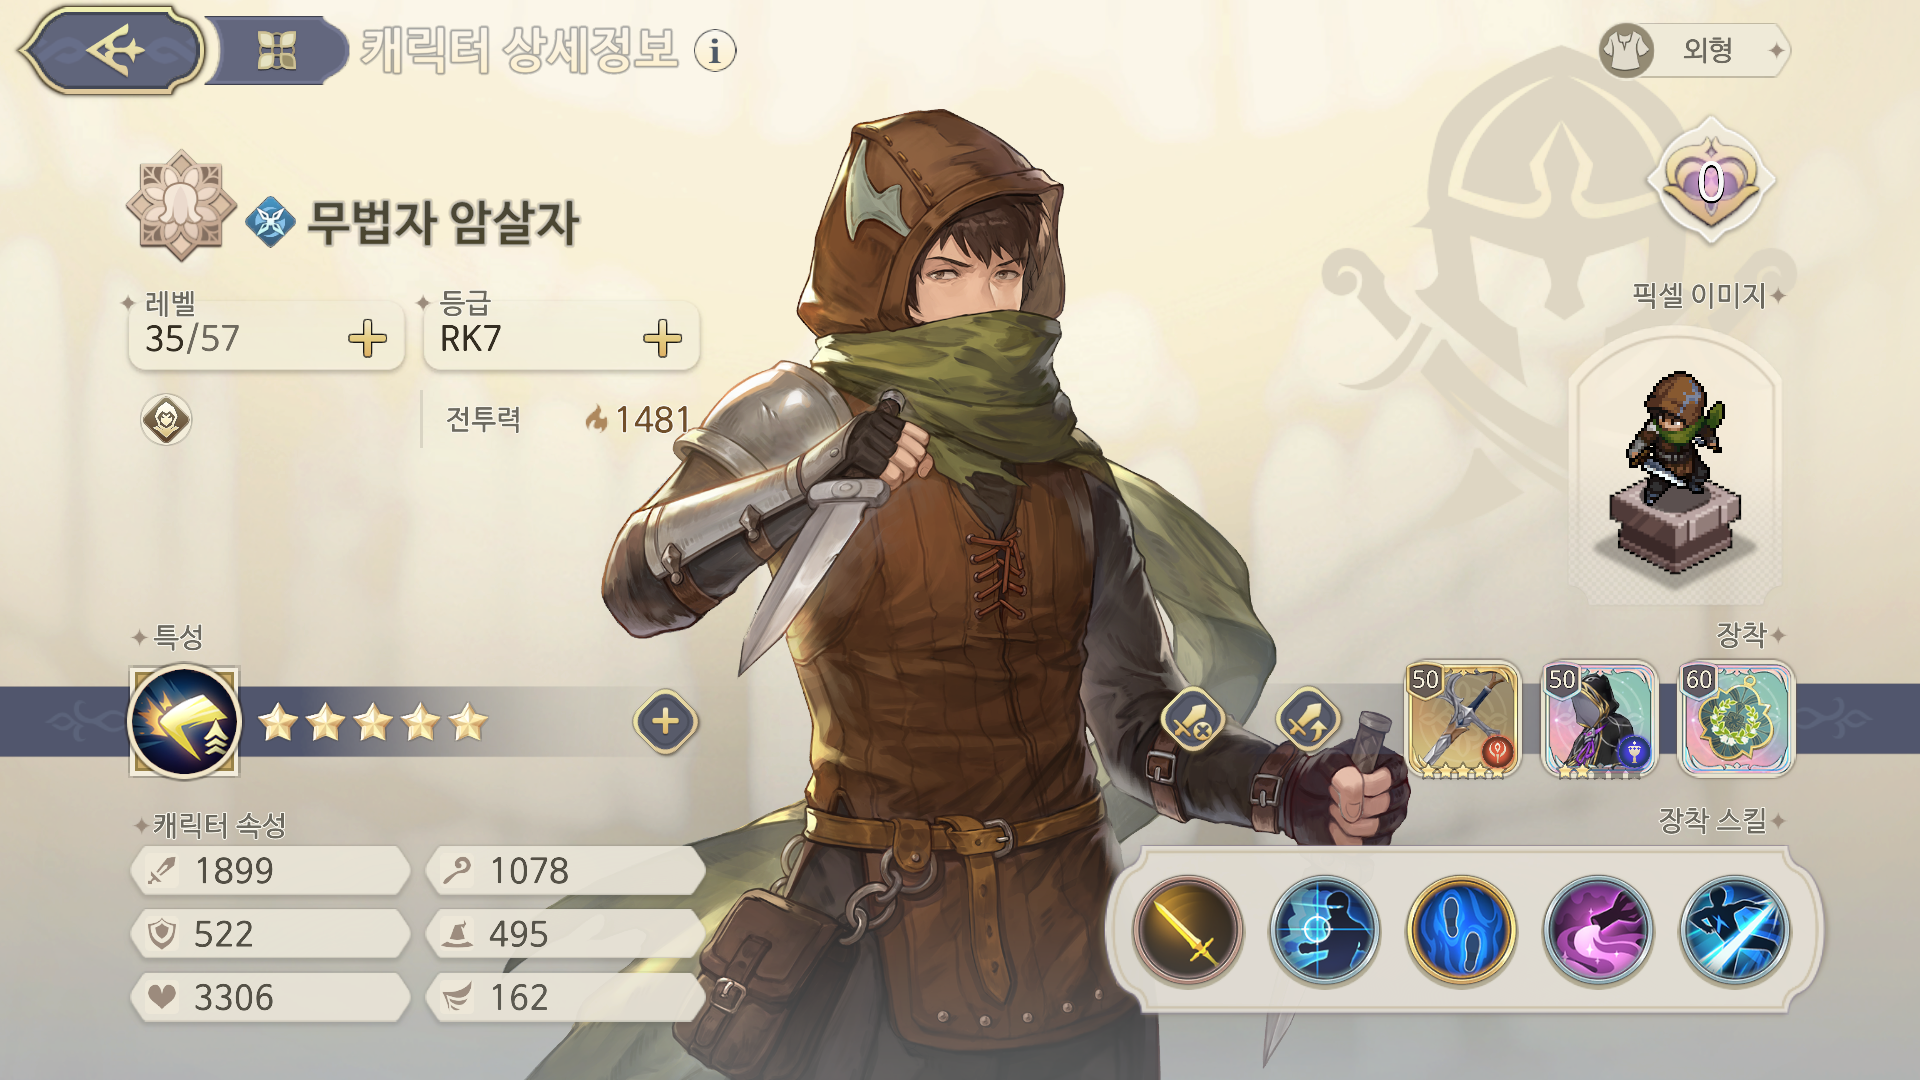 캐릭터 상세정보 i
외형
0
무법자 암살자
픽셀 이미지
레벨
35/57
등급
RK7
전투력 1481
특성
장착
50 50 60
캐릭터 속성
장착 스킬
1899 1078
522 495
3306 162